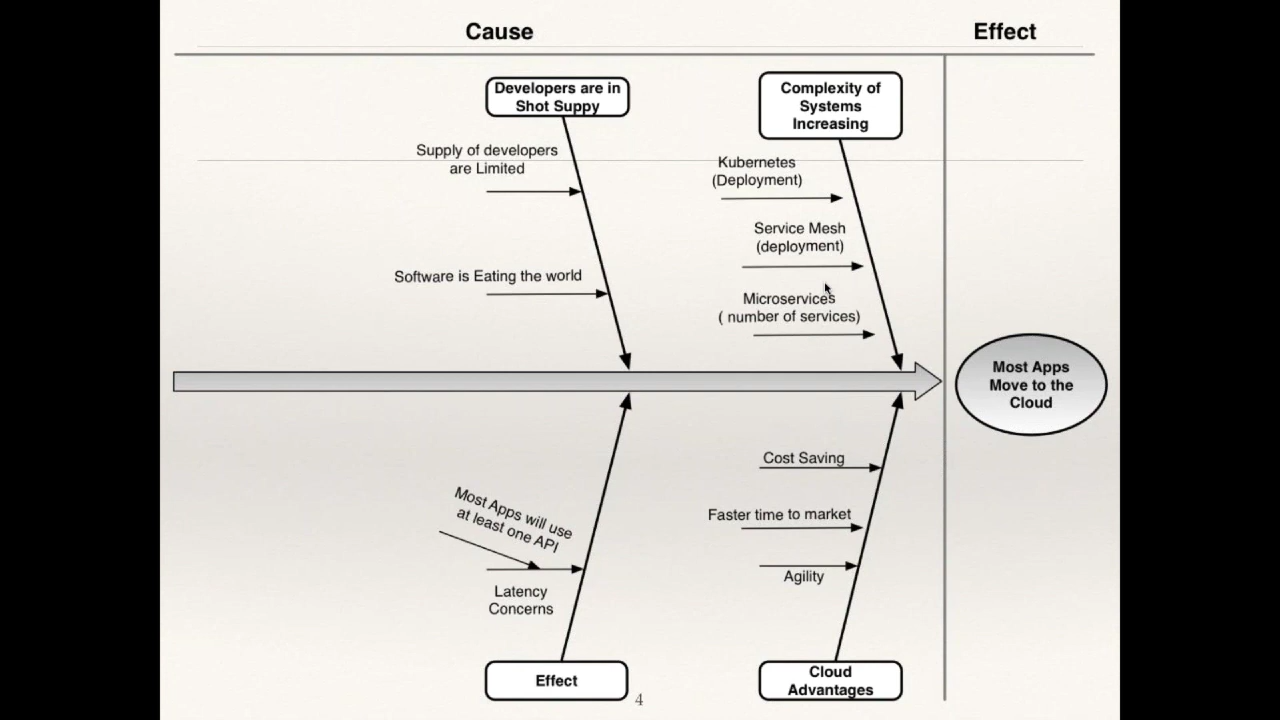 Cause
Effect
Developers are in
Shot Suppy
Complexity of
Systems
Increasing
Supply of developers
are Limited
Kubernetes
(Deployment)
Service Mesh
(deployment)
Software is Eating the world
Microservices
( number of services)
Most Apps
Move to the
Cloud
Cost Saving
Most Apps will use
at least one API
Faster time to market
Agility
Latency
Concerns
Effect
Cloud
Advantages
4